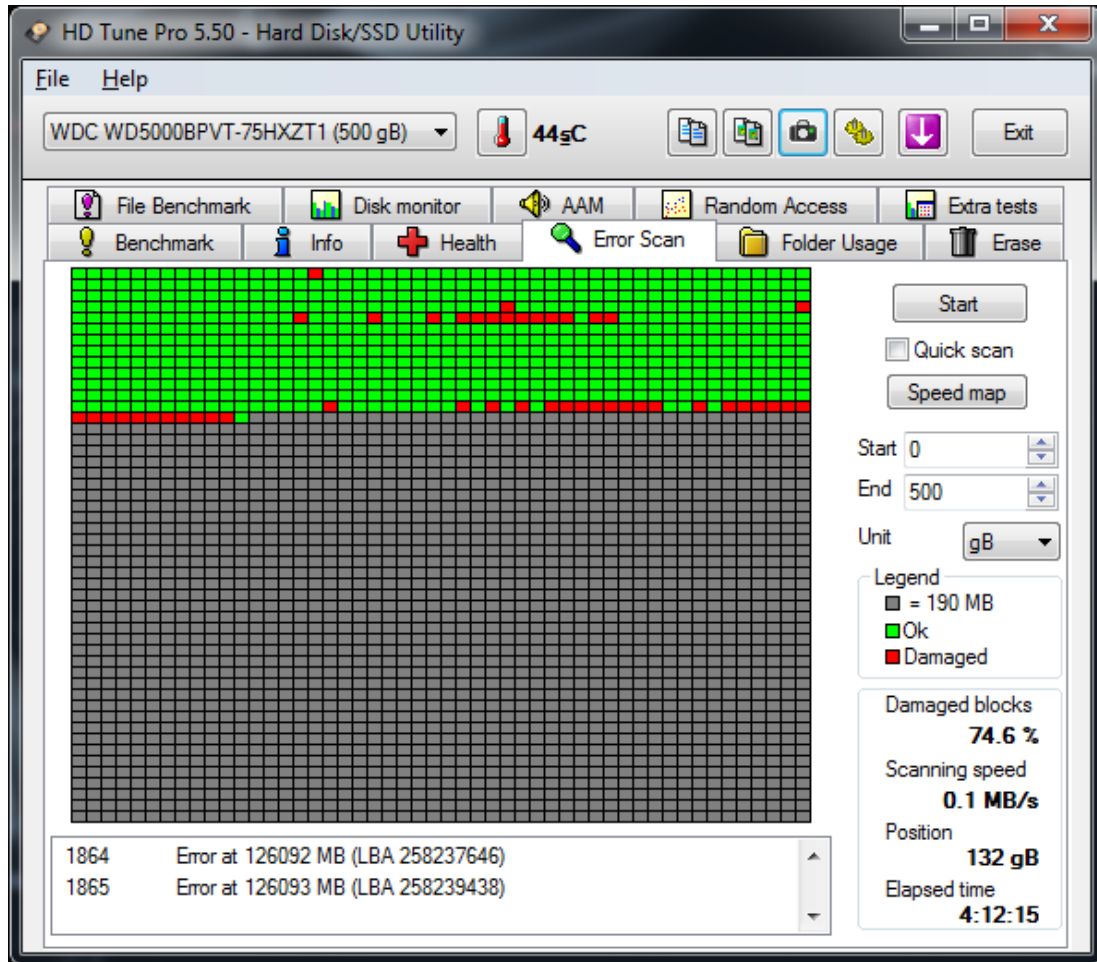 HD Tune Pro 5.50 - Hard Disk/SSD Utility
File Help
WDC WD5000BPVT-75HXZT1 (500 gB) 44şC Exit
File Benchmark Disk monitor AAM Random Access Extra tests
Benchmark Info Health Error Scan Folder Usage Erase
Start
Quick scan
Speed map
Start 0
End 500
Unit gB
Legend
= 190 MB
Ok
Damaged
Damaged blocks
74.6 %
Scanning speed
0.1 MB/s
Position
132 gB
Elapsed time
4:12:15
1864 Error at 126092 MB (LBA 258237646)
1865 Error at 126093 MB (LBA 258239438)